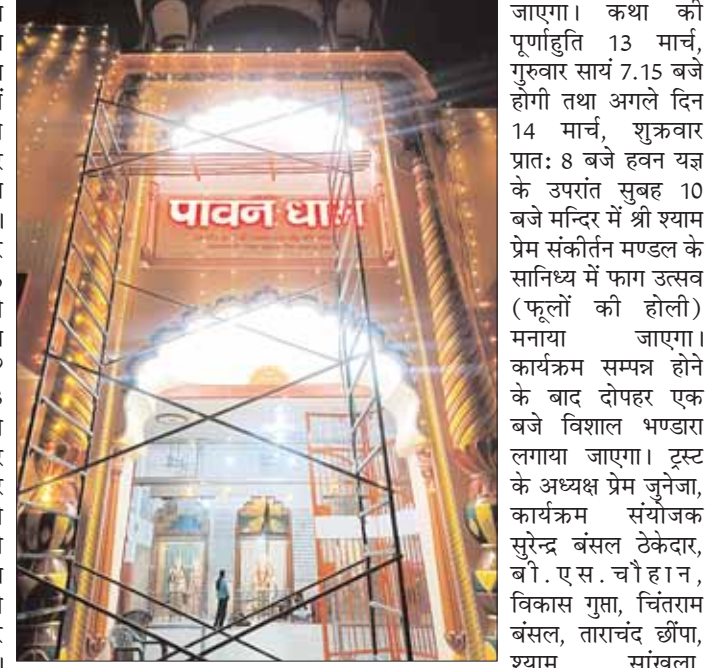 पावन धाम
जाएगा। कथा की
पूर्णाहुति 13 मार्च,
गुरुवार सायं 7.15 बजे
होगी तथा अगले दिन
14 मार्च, शुक्रवार
प्रातः 8 बजे हवन यज्ञ
के उपरांत सुबह 10
बजे मन्दिर में श्री श्याम
प्रेम संकीर्तन मण्डल के
सानिध्य में फाग उत्सव
(फूलों की होली)
मनाया जाएगा।
कार्यक्रम सम्पन्न होने
के बाद दोपहर एक
बजे विशाल भण्डारा
लगाया जाएगा। ट्रस्ट
के अध्यक्ष प्रेम जुनेजा,
कार्यक्रम संयोजक
सुरेन्द्र बंसल ठेकेदार,
बी.एस.चौहान,
विकास गुप्ता, चिंतराम
बंसल, ताराचंद छींपा,
श्याम सांखला,